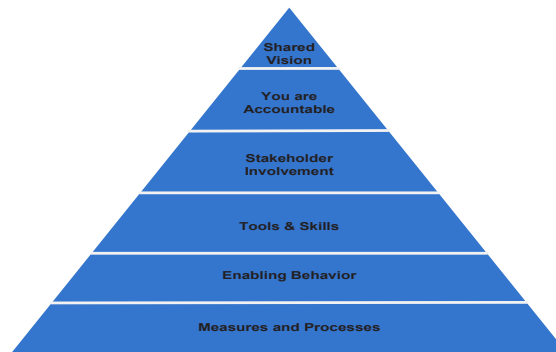 Shared
Vision
You are
Accountable
Stakeholder
Involvement
Tools & Skills
Enabling Behavior
Measures and Processes